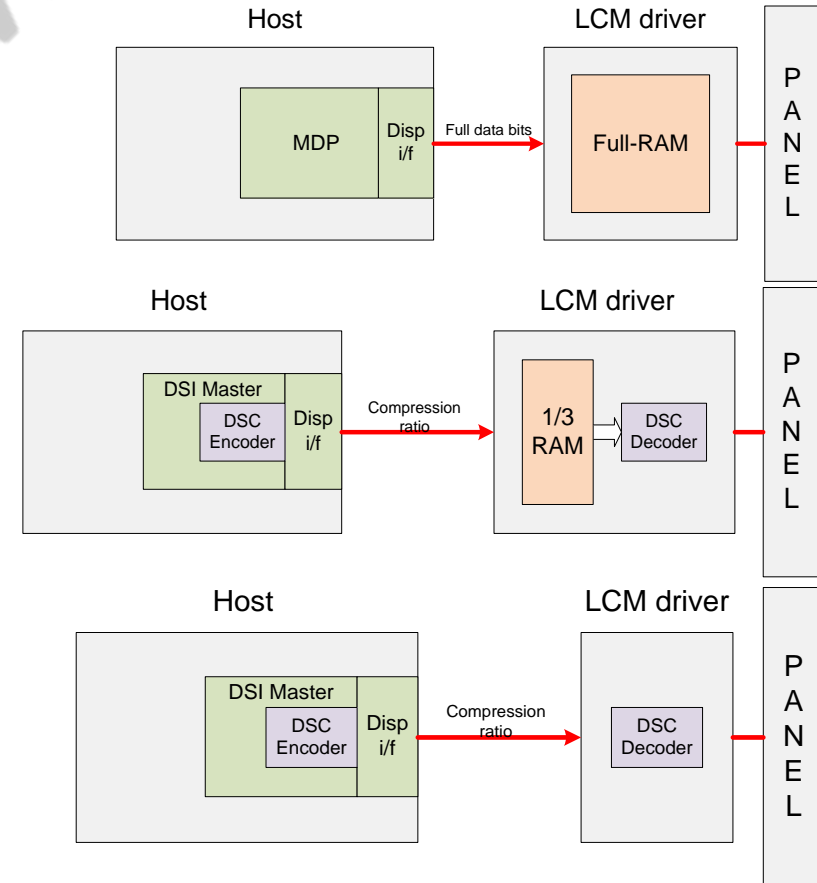 Host
LCM driver
MDP
Disp
i/f
Full data bits
Full-RAM
P
A
N
E
L
Host
LCM driver
DSI Master
DSC
Encoder
Disp
i/f
Compression
ratio
1/3
RAM
DSC
Decoder
P
A
N
E
L
Host
LCM driver
DSI Master
DSC
Encoder
Disp
i/f
Compression
ratio
DSC
Decoder
P
A
N
E
L